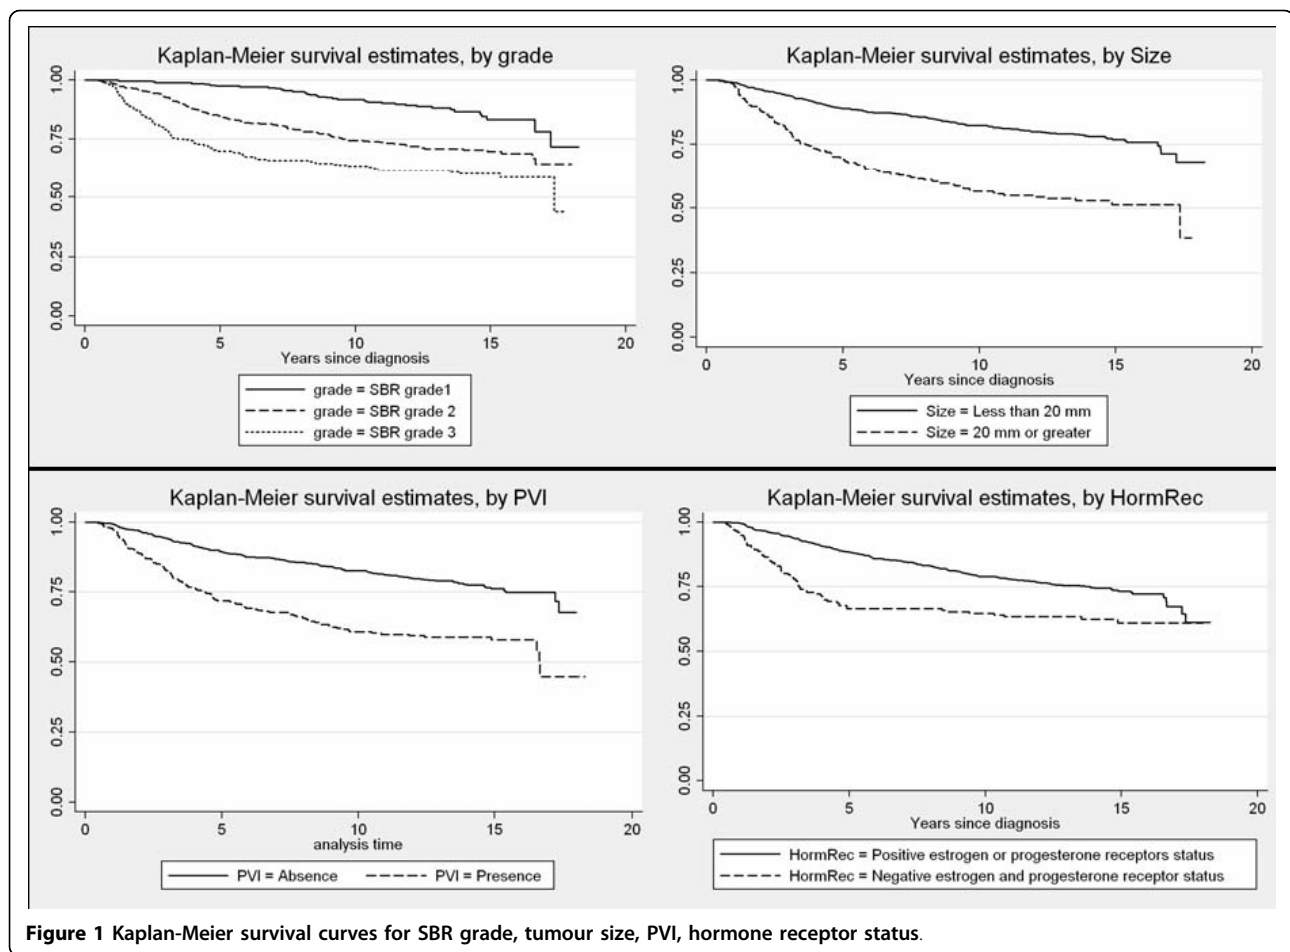 Kaplan-Meier survival estimates, by grade
1.00
0.75
0.50
0.25
0.00
0 5 10 15 20
Years since diagnosis
grade = SBR grade1
grade = SBR grade 2
grade = SBR grade 3
Kaplan-Meier survival estimates, by Size
1.00
0.75
0.50
0.25
0.00
0 5 10 15 20
Years since diagnosis
Size = Less than 20 mm
Size = 20 mm or greater
Kaplan-Meier survival estimates, by PVI
1.00
0.75
0.50
0.25
0.00
0 5 10 15 20
analysis time
PVI = Absence PVI = Presence
Kaplan-Meier survival estimates, by HormRec
1.00
0.75
0.50
0.25
0.00
0 5 10 15 20
Years since diagnosis
HormRec = Positive estrogen or progesterone receptors status
HormRec = Negative estrogen and progesterone receptor status
Figure 1 Kaplan-Meier survival curves for SBR grade, tumour size, PVI, hormone receptor status.